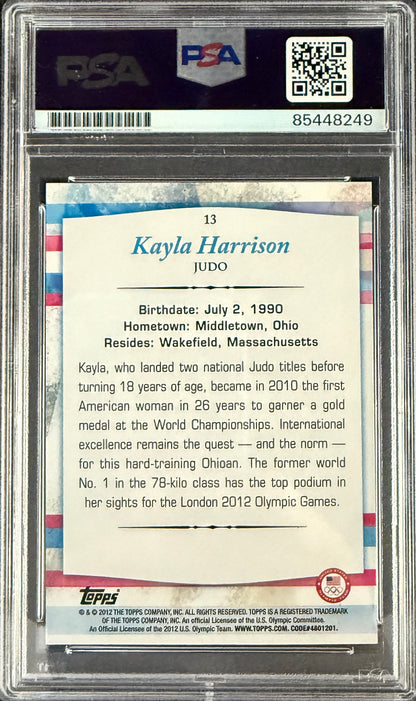 PSA
PSA
85448249
13
Kayla Harrison
JUDO
Birthdate: July 2, 1990
Hometown: Middletown, Ohio
Resides: Wakefield, Massachusetts
Kayla, who landed two national Judo titles before
turning 18 years of age, became in 2010 the first
American woman in 26 years to garner a gold
medal at the World Championships. International
excellence remains the quest — and the norm —
for this hard-training Ohioan. The former world
No. 1 in the 78-kilo class has the top podium in
her sights for the London 2012 Olympic Games.
Topps
® & © 2012 THE TOPPS COMPANY, INC. ALL RIGHTS RESERVED. TOPPS IS A REGISTERED TRADEMARK
OF THE TOPPS COMPANY, INC. An Official Licensee of the U.S. Olympic Committee.
An Official Licensee of the 2012 U.S. Olympic Team. WWW.TOPPS.COM. CODE#4801201.